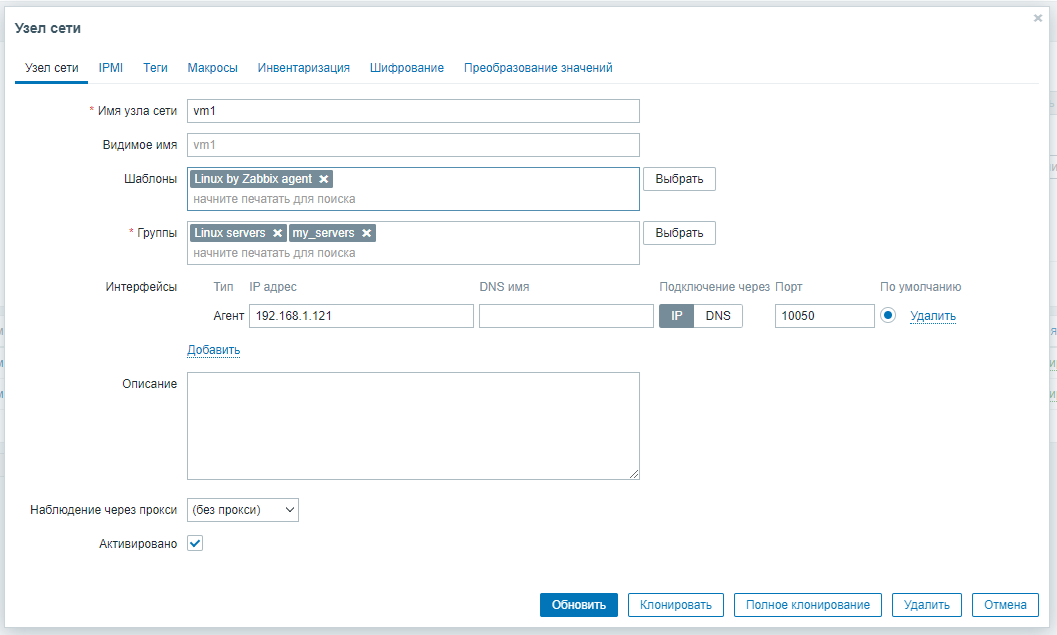 Узел сети
Узел сети IPMI Теги Макросы Инвентаризация Шифрование Преобразование значений
* Имя узла сети vm1
Видимое имя vm1
Шаблоны Linux by Zabbix agent Выбрать
начните печатать для поиска
* Группы Linux servers my_servers Выбрать
начните печатать для поиска
Интерфейсы Тип IP адрес DNS имя Подключение через Порт По умолчанию
Агент 192.168.1.121 IP DNS 10050 Удалить
Добавить
Описание
Наблюдение через прокси (без прокси)
Активировано
Обновить Клонировать Полное клонирование Удалить Отмена